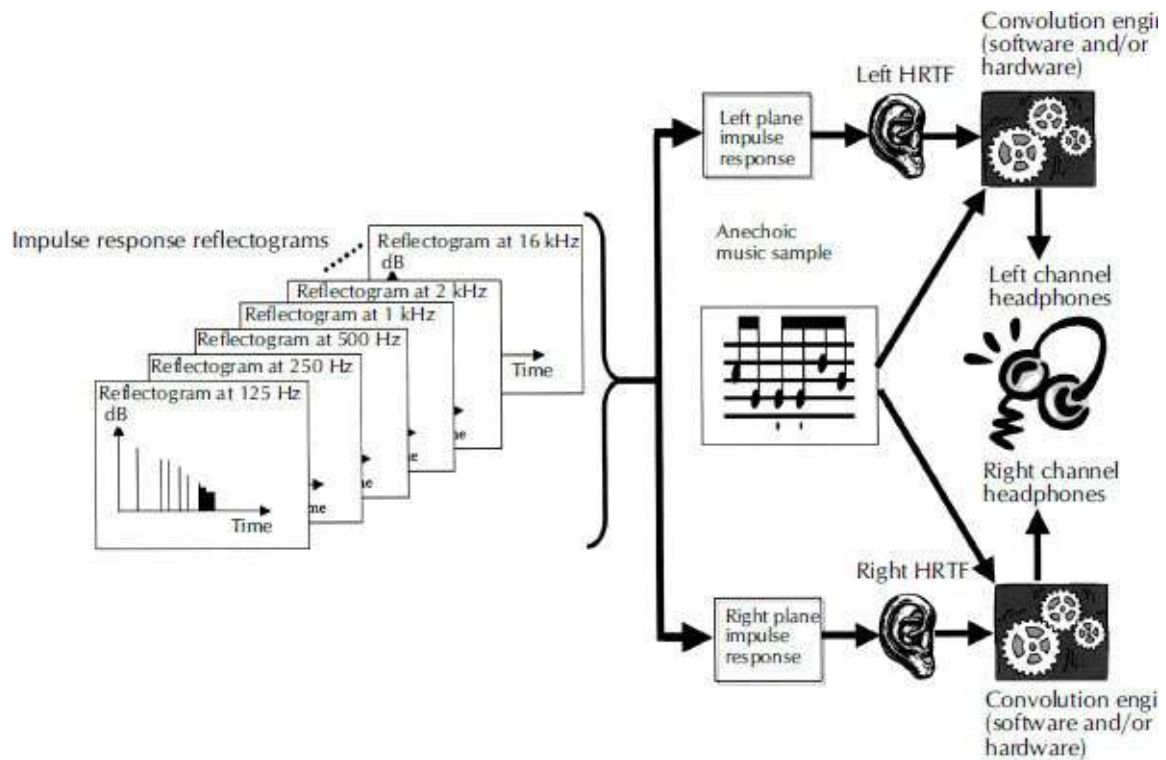 Impulse response reflectograms
Reflectogram at 16 kHz
dB
Time
Reflectogram at 2 kHz
Reflectogram at 1 kHz
me
Reflectogram at 500 Hz
ne
Reflectogram at 250 Hz
me
Reflectogram at 125 Hz
dB
Time
Left plane
impulse
response
Left HRTF
Convolution engi
(software and/or
hardware)
Anechoic
music sample
Left channel
headphones
Right channel
headphones
Right plane
impulse
response
Right HRTF
Convolution engi
(software and/or
hardware)